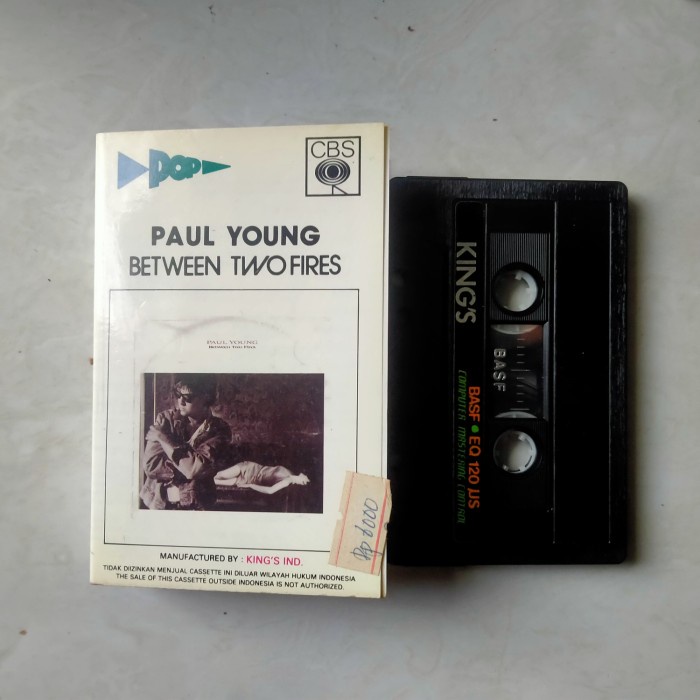 POP
CBS
PAUL YOUNG
BETWEEN TWO FIRES
PAUL YOUNG
BETWEEN TWO FIRES
MANUFACTURED BY : KING'S IND.
TIDAK DIIZINKAN MENJUAL CASSETTE INI DILUAR WILAYAH HUKUM INDONESIA
THE SALE OF THIS CASSETTE OUTSIDE INDONESIA IS NOT AUTHORIZED.
KING'S
BASF
BASF • EQ 120 µS
COMPUTER MASTERING CONTROL